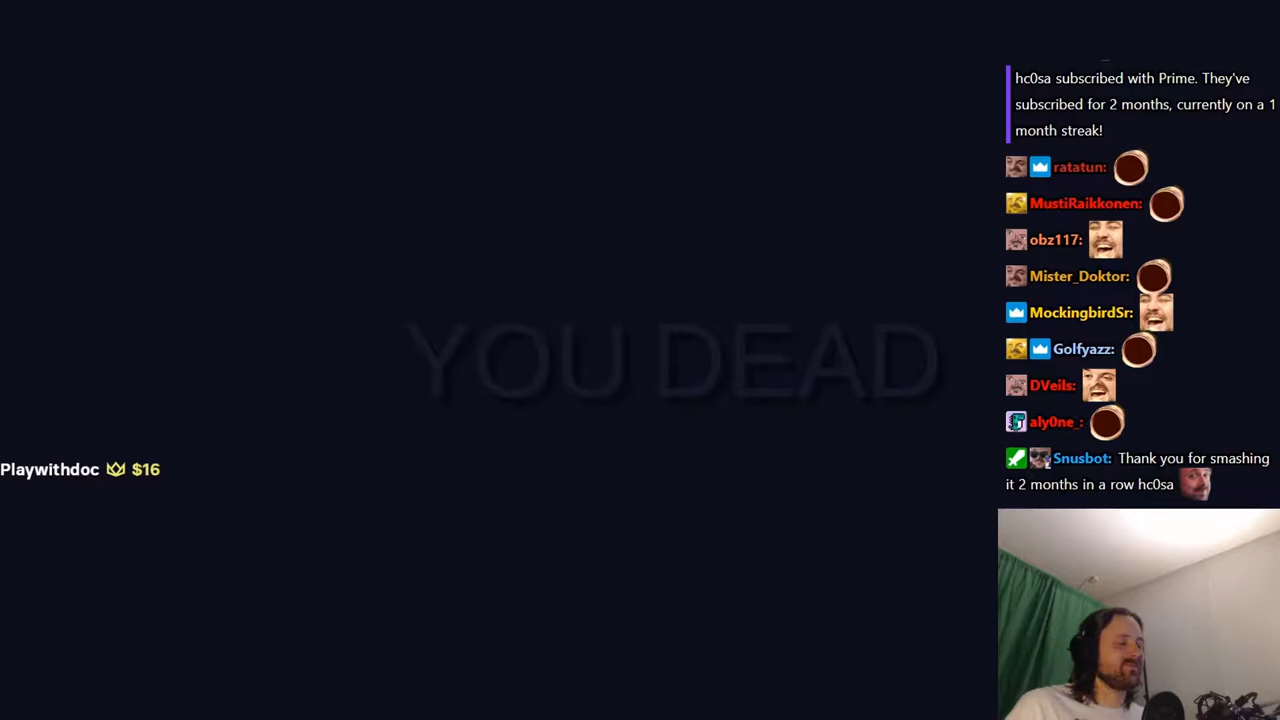 hc0sa subscribed with Prime. They've
subscribed for 2 months, currently on a 1
month streak!
ratatun:
MustiRaikkonen:
obz117:
Mister_Doktor:
MockingbirdSr:
Golfyazz:
DVeils:
aly0ne_:
Snusbot: Thank you for smashing
it 2 months in a row hc0sa
YOU DEAD
Playwithdoc $16